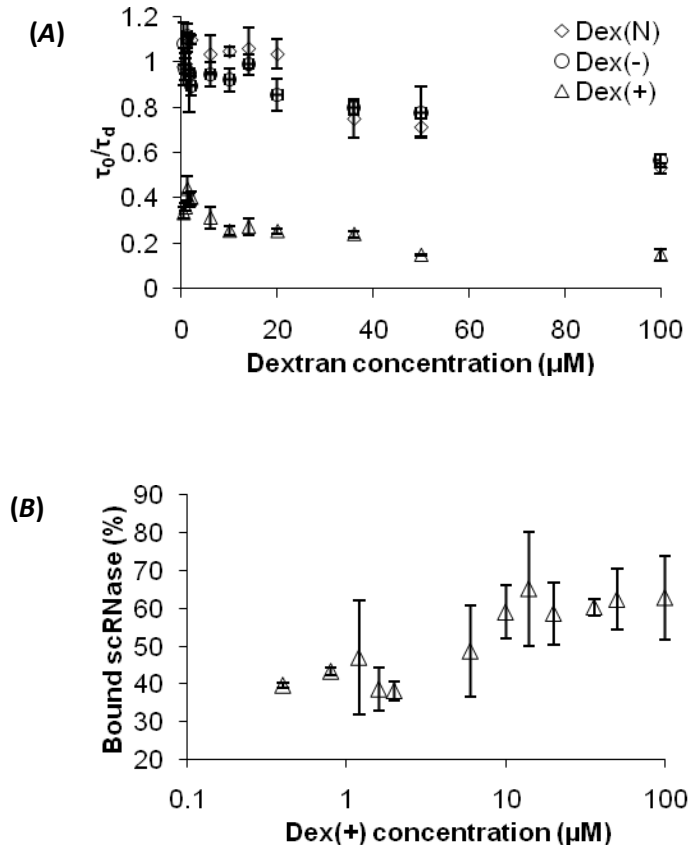 (A)
1.2
1
0.8
0.6
0.4
0.2
0
τ0/τd
Dex(N)
Dex(-)
Dex(+)
0 20 40 60 80 100
Dextran concentration (µM)
(B)
90
80
70
60
50
40
30
20
Bound scRNase (%)
0.1 1 10 100
Dex(+) concentration (µM)